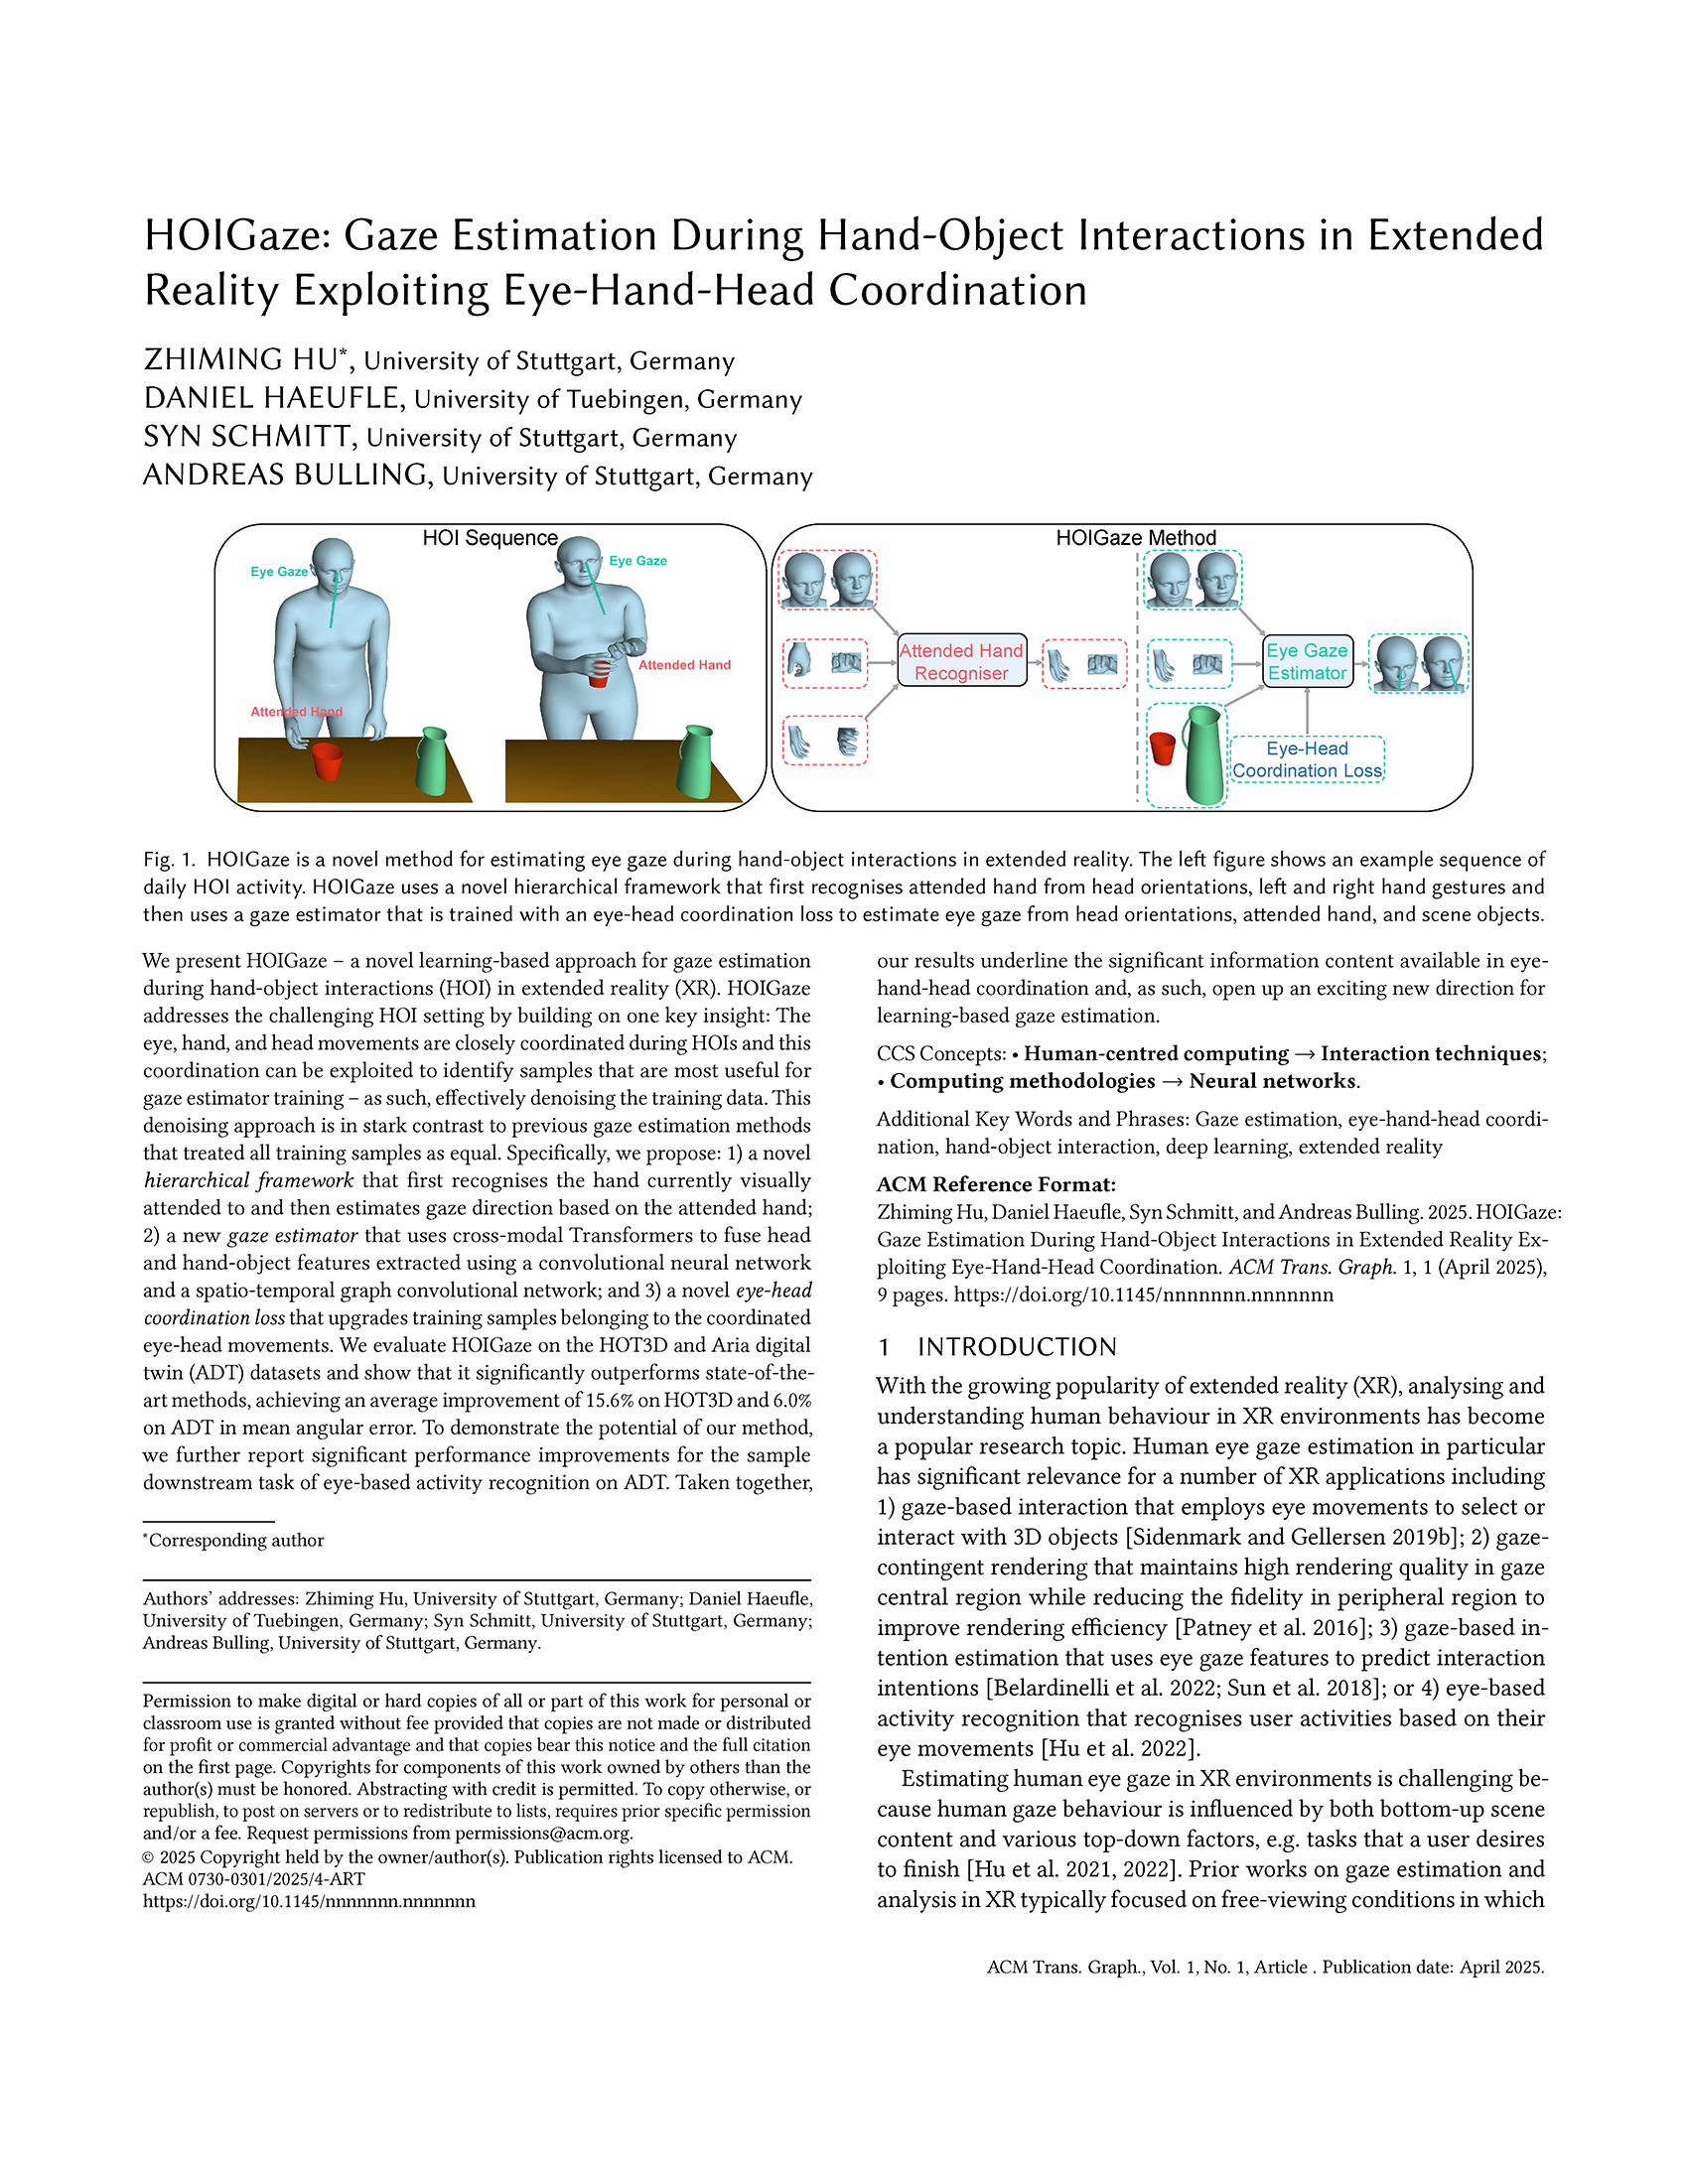 HOIGaze: Gaze Estimation During Hand-Object Interactions in Extended
Reality Exploiting Eye-Hand-Head Coordination
ZHIMING HU*, University of Stuttgart, Germany
DANIEL HAEUFLE, University of Tuebingen, Germany
SYN SCHMITT, University of Stuttgart, Germany
ANDREAS BULLING, University of Stuttgart, Germany
HOI Sequence
Eye Gaze
Eye Gaze
Attended Hand
Attended Hand
HOIGaze Method
Attended Hand
Recogniser
Eye Gaze
Estimator
Eye-Head
Coordination Loss
Fig. 1. HOIGaze is a novel method for estimating eye gaze during hand-object interactions in extended reality. The left figure shows an example sequence of
daily HOI activity. HOIGaze uses a novel hierarchical framework that first recognises attended hand from head orientations, left and right hand gestures and
then uses a gaze estimator that is trained with an eye-head coordination loss to estimate eye gaze from head orientations, attended hand, and scene objects.
We present HOIGaze – a novel learning-based approach for gaze estimation
during hand-object interactions (HOI) in extended reality (XR). HOIGaze
addresses the challenging HOI setting by building on one key insight: The
eye, hand, and head movements are closely coordinated during HOIs and this
coordination can be exploited to identify samples that are most useful for
gaze estimator training – as such, effectively denoising the training data. This
denoising approach is in stark contrast to previous gaze estimation methods
that treated all training samples as equal. Specifically, we propose: 1) a novel
hierarchical framework that first recognises the hand currently visually
attended to and then estimates gaze direction based on the attended hand;
2) a new gaze estimator that uses cross-modal Transformers to fuse head
and hand-object features extracted using a convolutional neural network
and a spatio-temporal graph convolutional network; and 3) a novel eye-head
coordination loss that upgrades training samples belonging to the coordinated
eye-head movements. We evaluate HOIGaze on the HOT3D and Aria digital
twin (ADT) datasets and show that it significantly outperforms state-of-the-
art methods, achieving an average improvement of 15.6% on HOT3D and 6.0%
on ADT in mean angular error. To demonstrate the potential of our method,
we further report significant performance improvements for the sample
downstream task of eye-based activity recognition on ADT. Taken together,
*Corresponding author
Authors' addresses: Zhiming Hu, University of Stuttgart, Germany; Daniel Haeufle,
University of Tuebingen, Germany; Syn Schmitt, University of Stuttgart, Germany;
Andreas Bulling, University of Stuttgart, Germany.
Permission to make digital or hard copies of all or part of this work for personal or
classroom use is granted without fee provided that copies are not made or distributed
for profit or commercial advantage and that copies bear this notice and the full citation
on the first page. Copyrights for components of this work owned by others than the
author(s) must be honored. Abstracting with credit is permitted. To copy otherwise, or
republish, to post on servers or to redistribute to lists, requires prior specific permission
and/or a fee. Request permissions from permissions@acm.org.
© 2025 Copyright held by the owner/author(s). Publication rights licensed to ACM.
ACM 0730-0301/2025/4-ART
https://doi.org/10.1145/nnnnnnn.nnnnnnn
our results underline the significant information content available in eye-
hand-head coordination and, as such, open up an exciting new direction for
learning-based gaze estimation.
CCS Concepts: • Human-centred computing → Interaction techniques;
• Computing methodologies → Neural networks.
Additional Key Words and Phrases: Gaze estimation, eye-hand-head coordi-
nation, hand-object interaction, deep learning, extended reality
ACM Reference Format:
Zhiming Hu, Daniel Haeufle, Syn Schmitt, and Andreas Bulling. 2025. HOIGaze:
Gaze Estimation During Hand-Object Interactions in Extended Reality Ex-
ploiting Eye-Hand-Head Coordination. ACM Trans. Graph. 1, 1 (April 2025),
9 pages. https://doi.org/10.1145/nnnnnnn.nnnnnnn
1 INTRODUCTION
With the growing popularity of extended reality (XR), analysing and
understanding human behaviour in XR environments has become
a popular research topic. Human eye gaze estimation in particular
has significant relevance for a number of XR applications including
1) gaze-based interaction that employs eye movements to select or
interact with 3D objects [Sidenmark and Gellersen 2019b]; 2) gaze-
contingent rendering that maintains high rendering quality in gaze
central region while reducing the fidelity in peripheral region to
improve rendering efficiency [Patney et al. 2016]; 3) gaze-based in-
tention estimation that uses eye gaze features to predict interaction
intentions [Belardinelli et al. 2022; Sun et al. 2018]; or 4) eye-based
activity recognition that recognises user activities based on their
eye movements [Hu et al. 2022].
Estimating human eye gaze in XR environments is challenging be-
cause human gaze behaviour is influenced by both bottom-up scene
content and various top-down factors, e.g. tasks that a user desires
to finish [Hu et al. 2021, 2022]. Prior works on gaze estimation and
analysis in XR typically focused on free-viewing conditions in which
ACM Trans. Graph., Vol. 1, No. 1, Article . Publication date: April 2025.